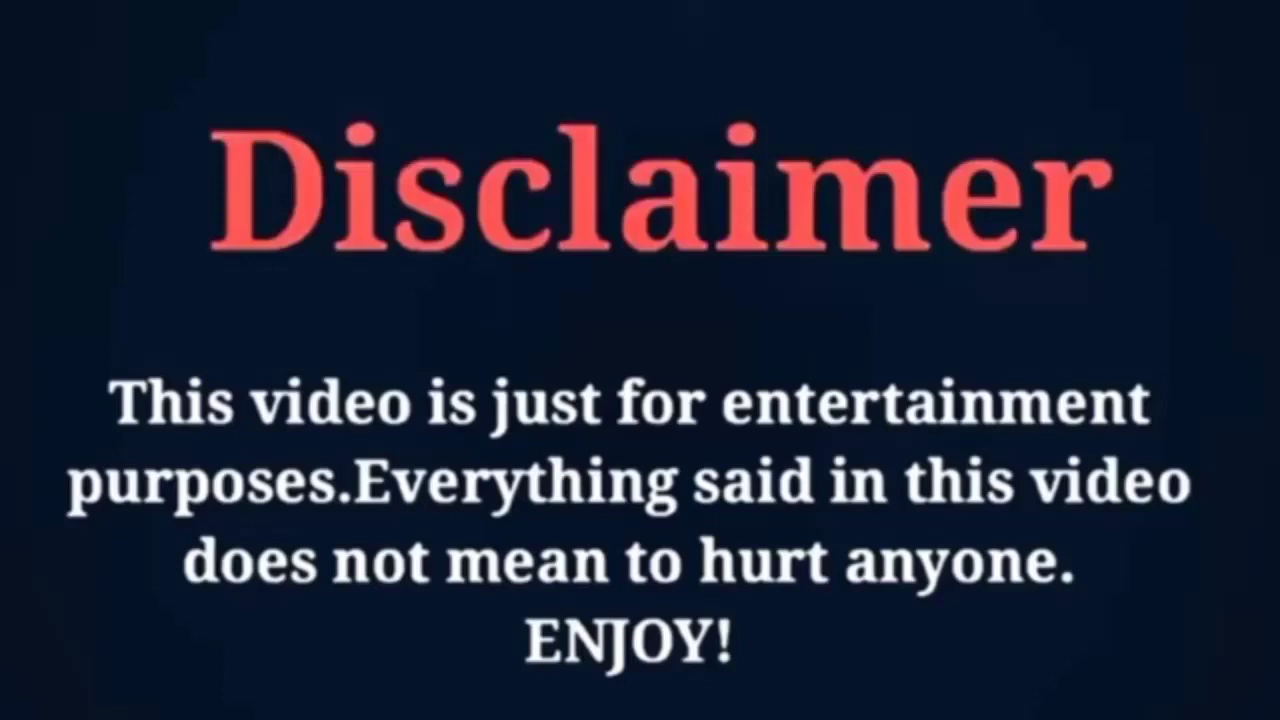 Disclaimer
This video is just for entertainment
purposes.Everything said in this video
does not mean to hurt anyone.
ENJOY!